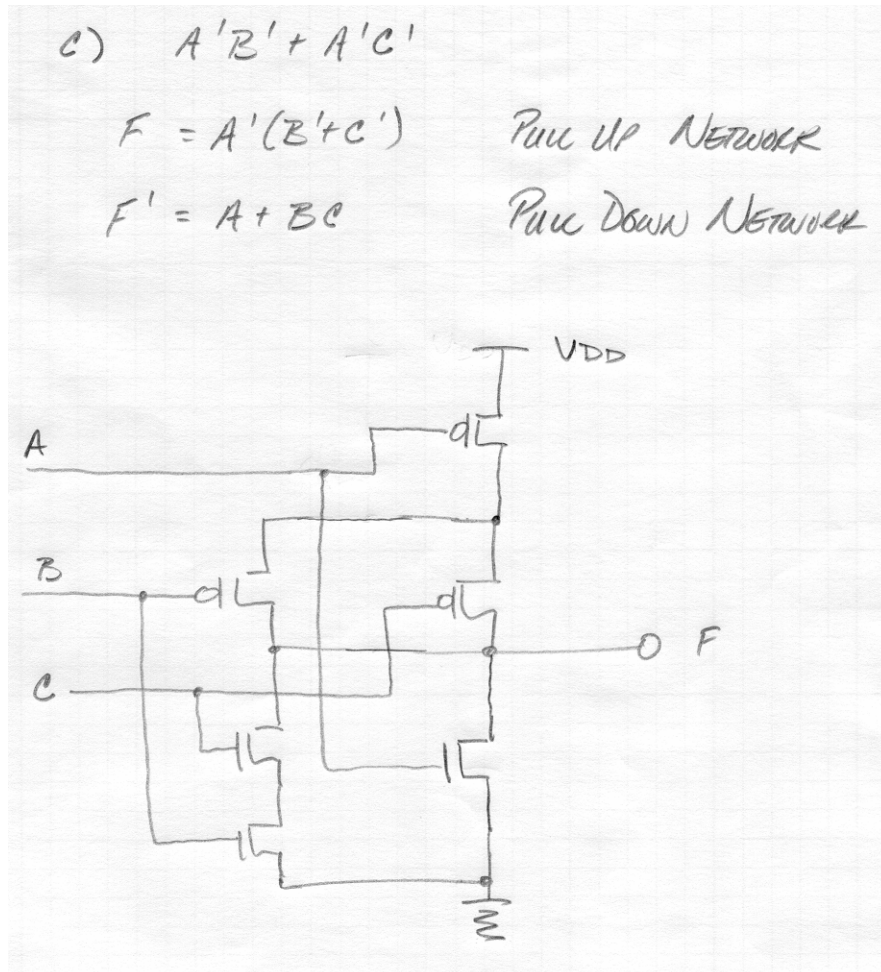 c) A'B' + A'C'
F = A'(B'+C') PULL UP NETWORK
F' = A + BC PULL DOWN NETWORK
VDD
A
B
F
C